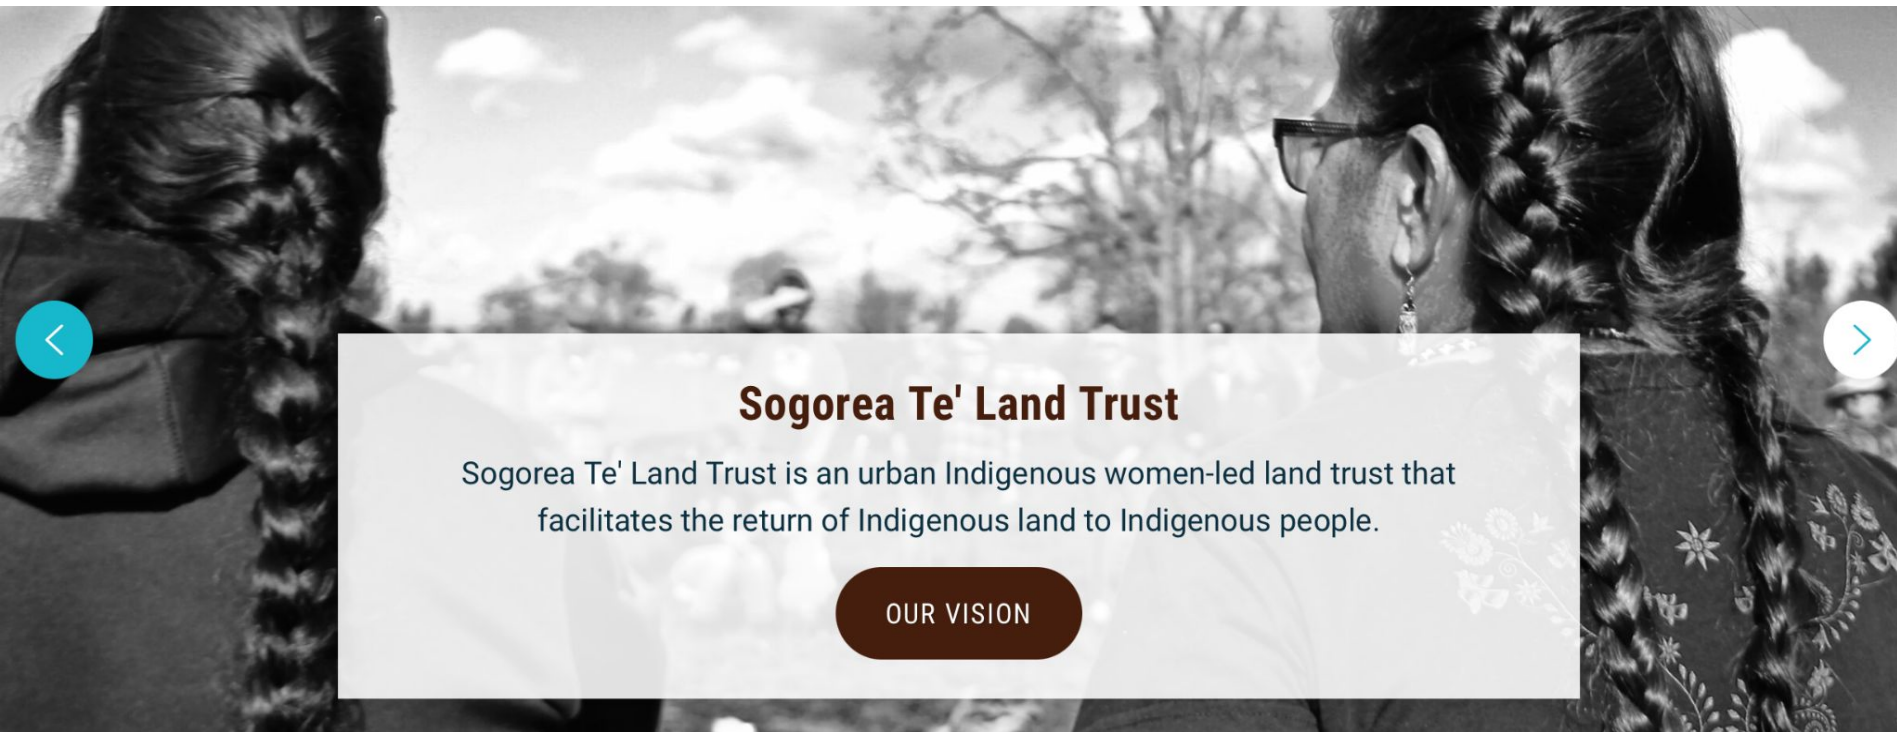 Sogorea Te' Land Trust
Sogorea Te' Land Trust is an urban Indigenous women-led land trust that
facilitates the return of Indigenous land to Indigenous people.
OUR VISION